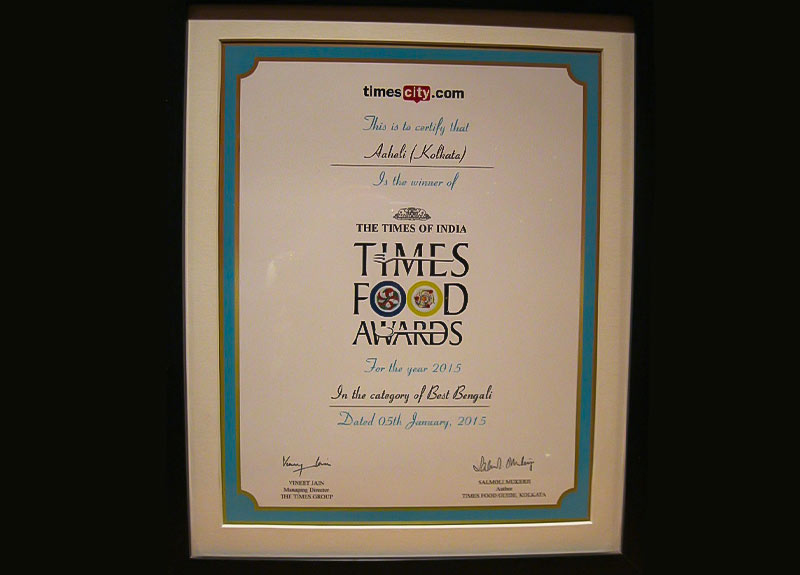 timescity.com
This is to certify that
Aaheli (Kolkata)
Is the winner of
THE TIMES OF INDIA
TIMES
FOOD
AWARDS
For the year 2015
In the category of Best Bengali
Dated 05th January, 2015
VINEET JAIN
Managing Director
THE TIMES GROUP
SALMOLI MUKERJI
Author
TIMES FOOD GUIDE, KOLKATA